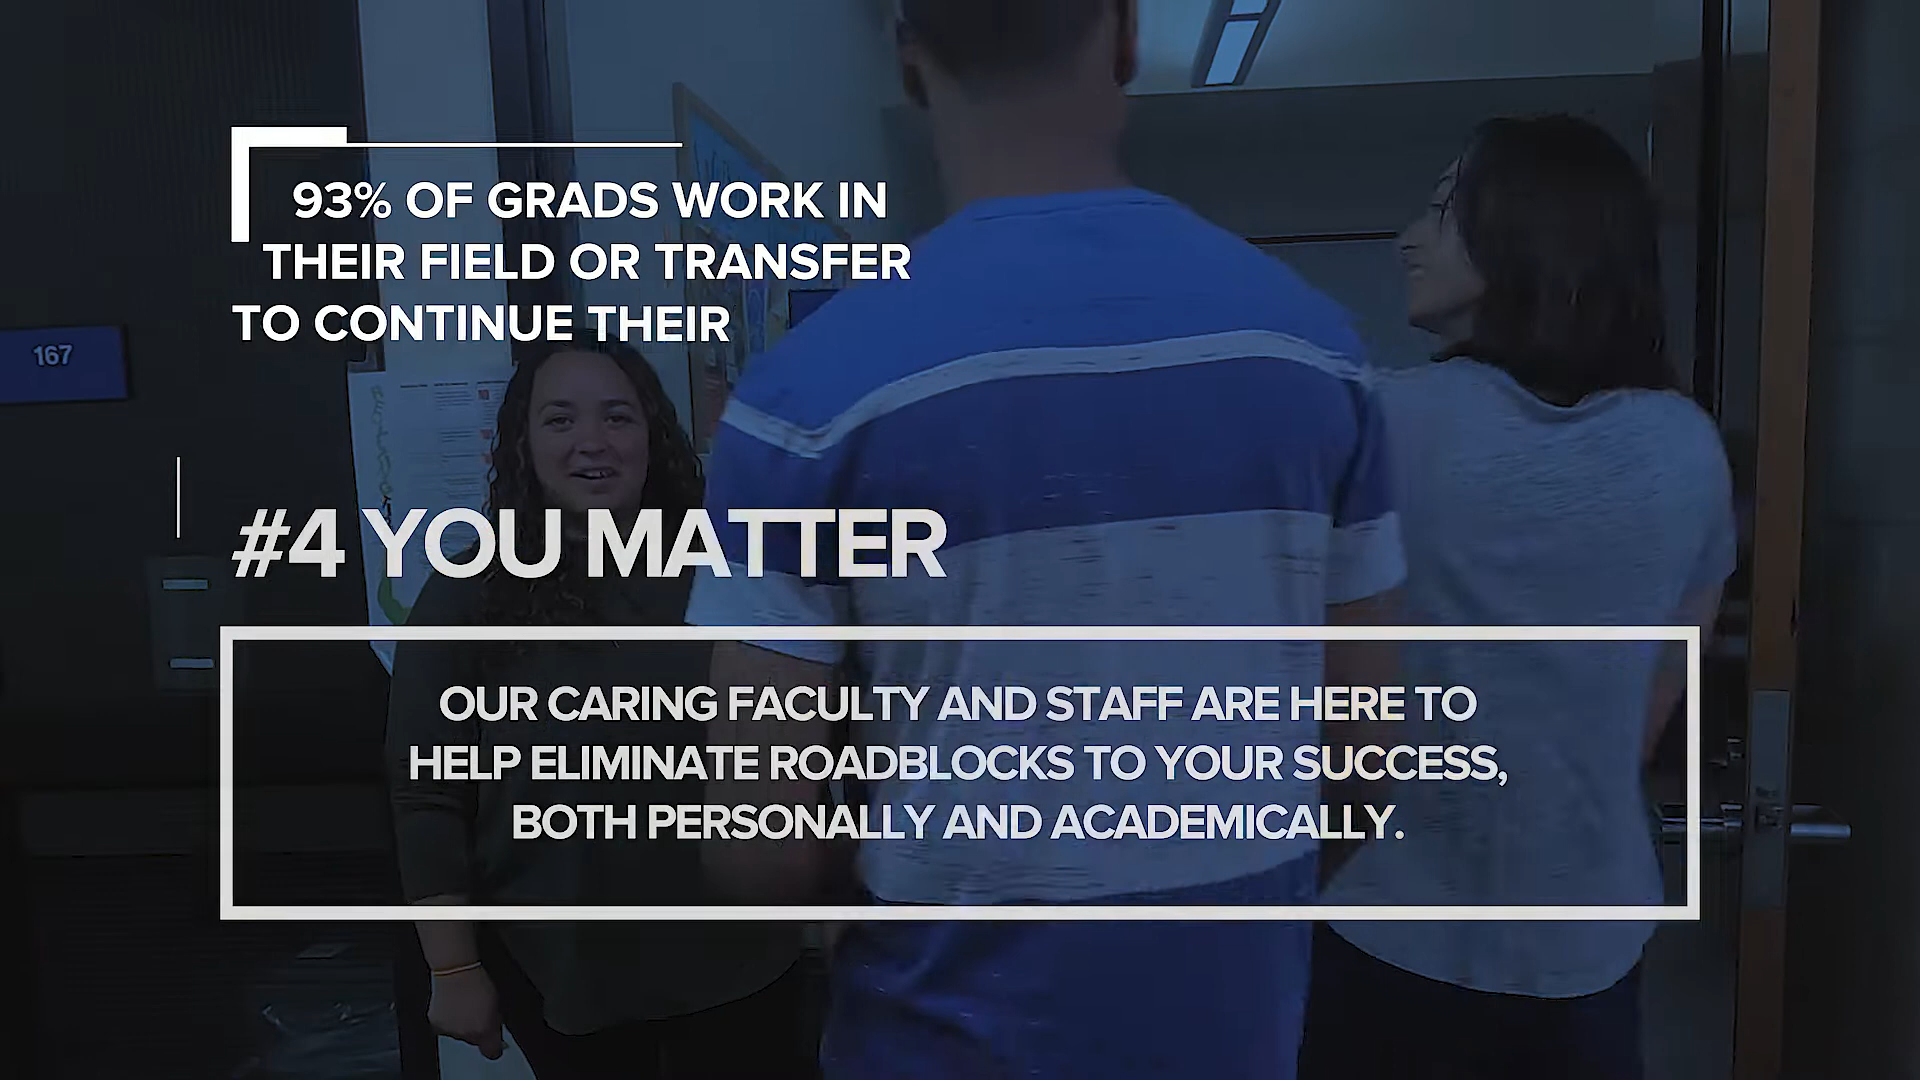 93% OF GRADS WORK IN
THEIR FIELD OR TRANSFER
TO CONTINUE THEIR
167
#4 YOU MATTER
OUR CARING FACULTY AND STAFF ARE HERE TO
HELP ELIMINATE ROADBLOCKS TO YOUR SUCCESS,
BOTH PERSONALLY AND ACADEMICALLY.